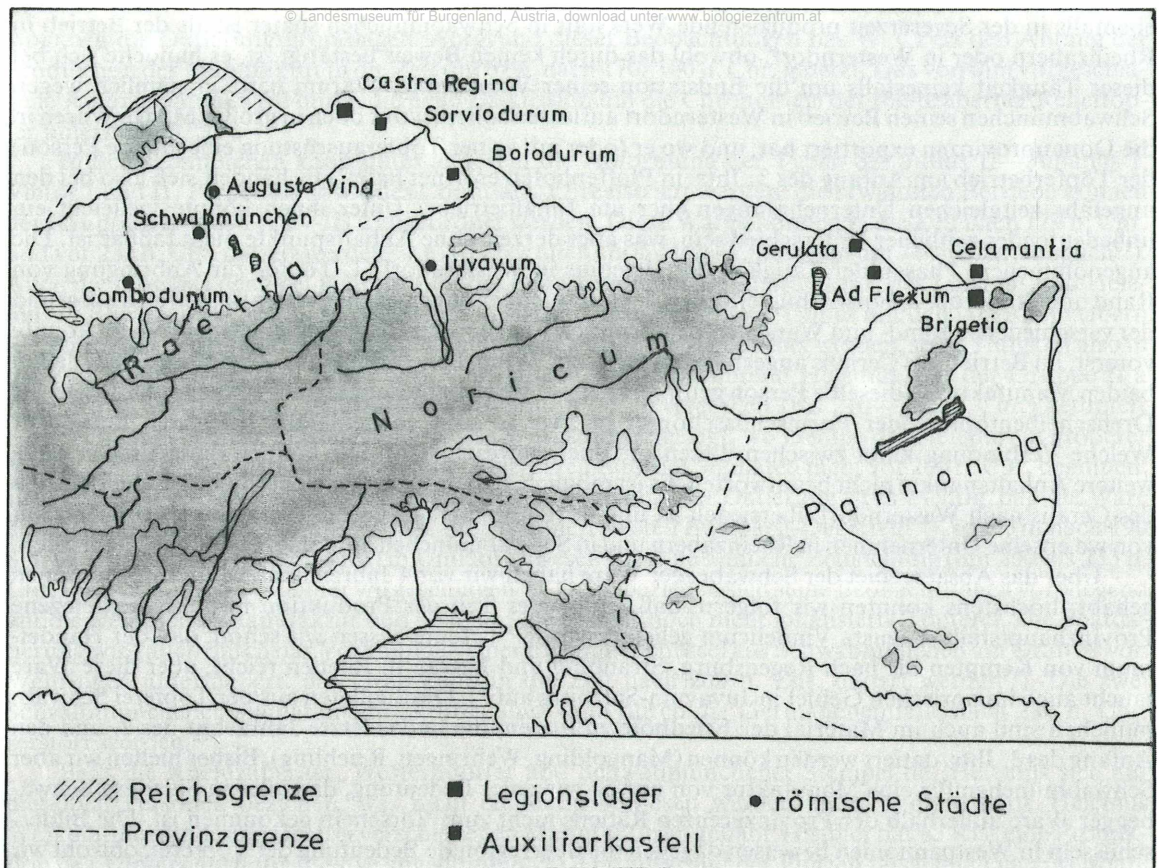 © Landesmuseum für Burgenland, Austria, download unter www.biologiezentrum.at
Castra Regina
Sorviodurum
Boiodurum
Augusta Vind.
Schwabmünchen
Cambodunum
Iuvavum
Gerulata
Celamantia
Ad Flexum
Brigetio
Rae a
Noricum
Pannonia
Reichsgrenze
Provinzgrenze
Legionslager
Auxiliarkastell
römische Städte